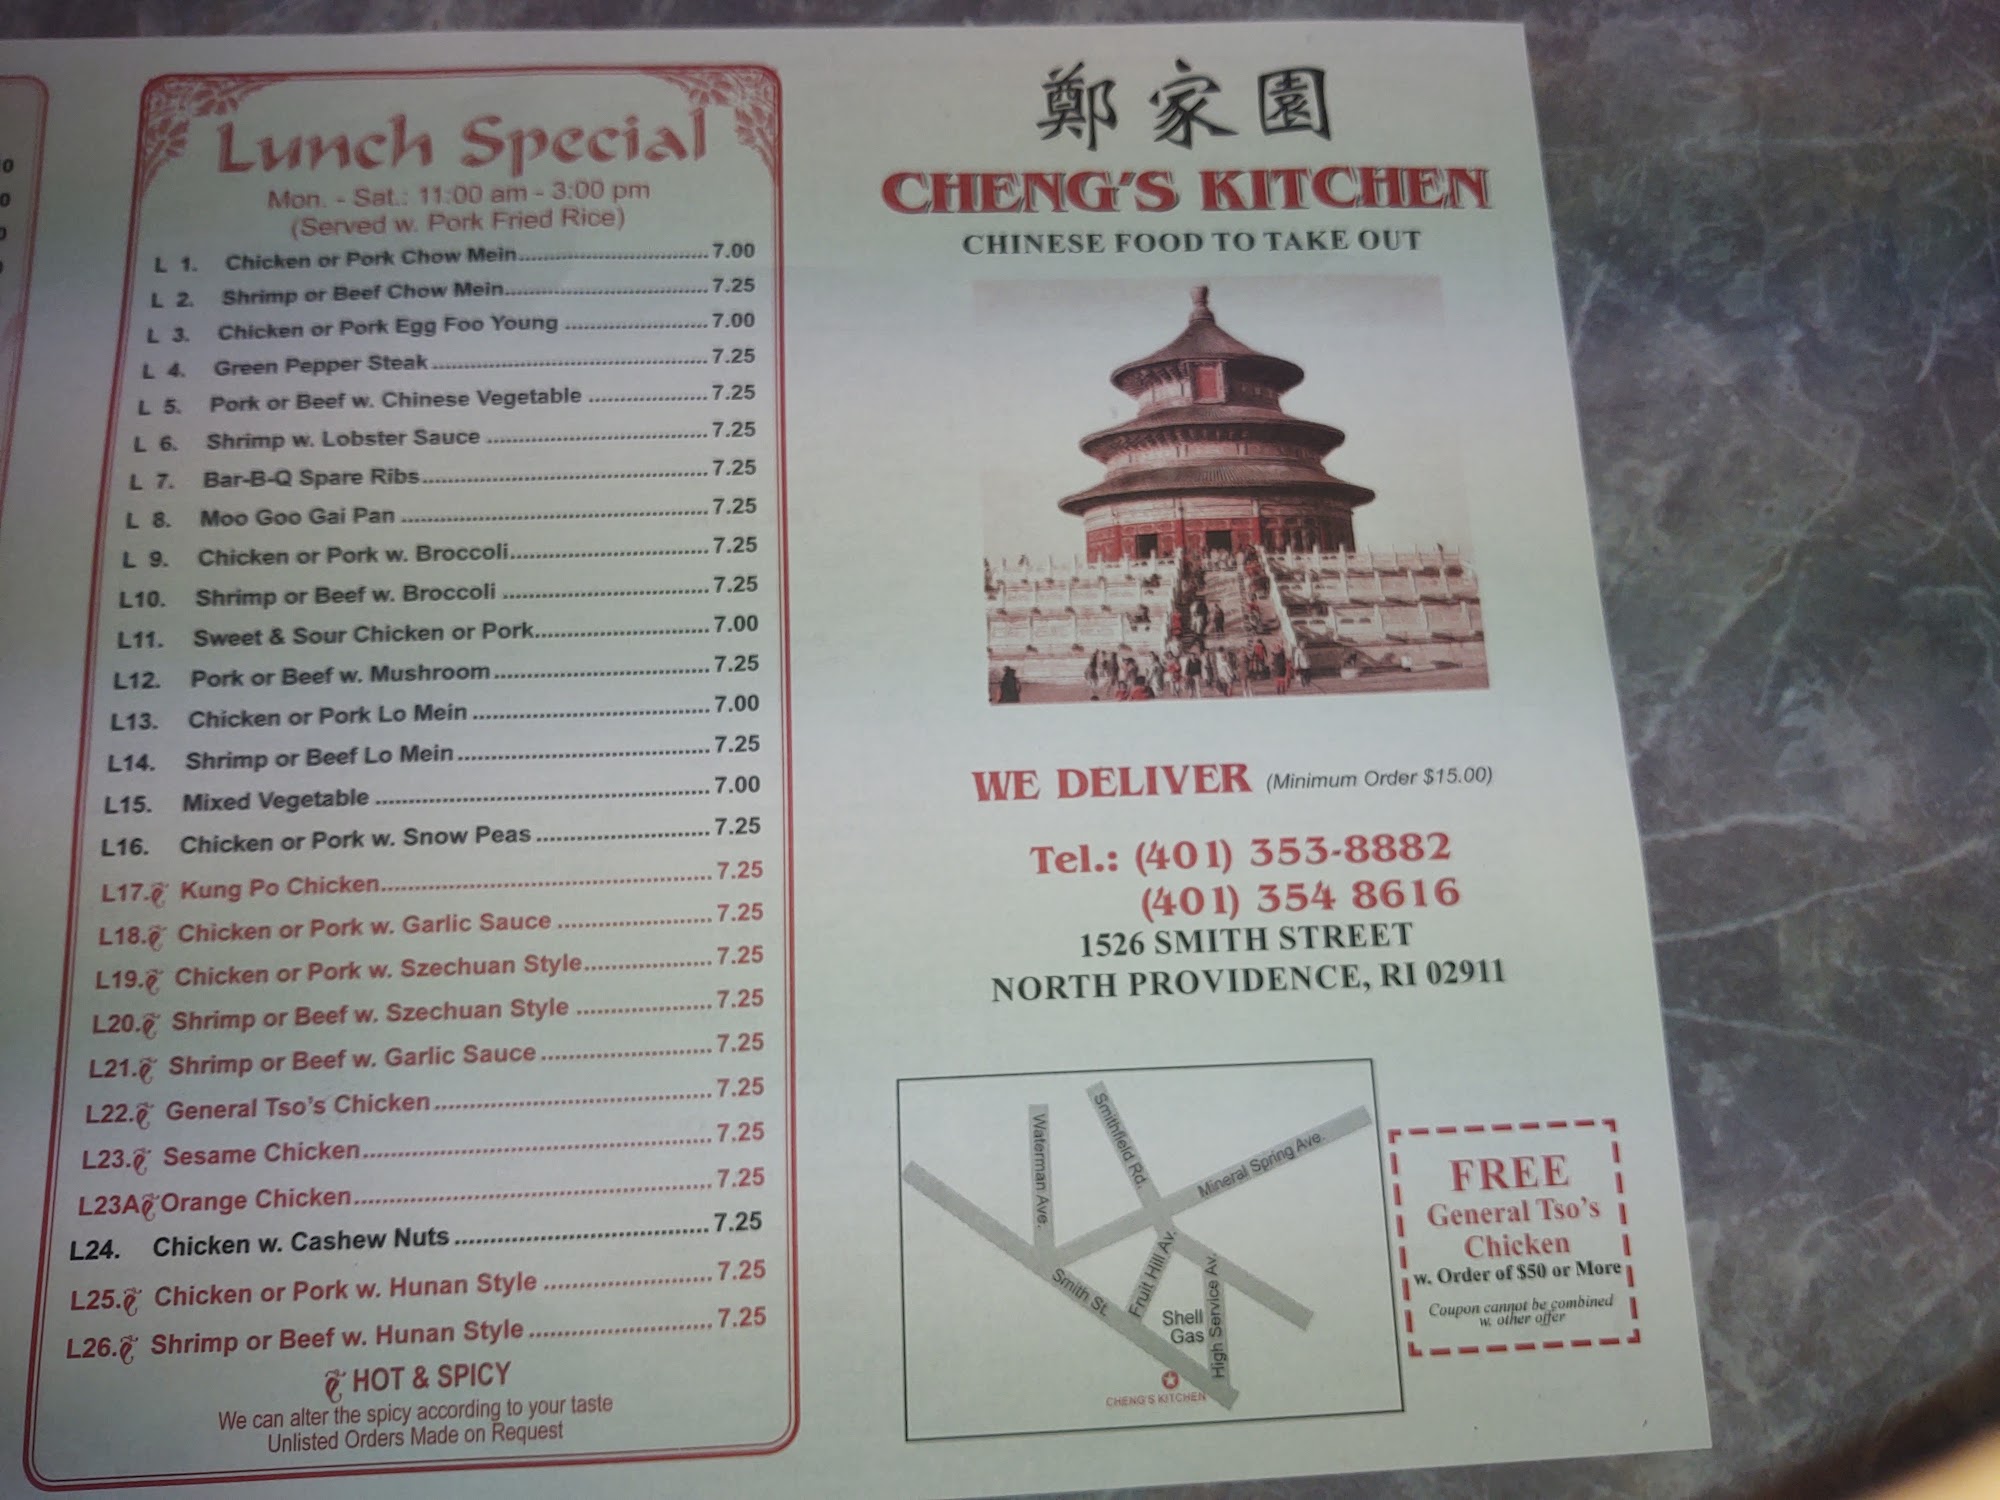 Lunch Special
Mon. - Sat.: 11:00 am - 3:00 pm
(Served w. Pork Fried Rice)
L 1. Chicken or Pork Chow Mein 7.00
L 2. Shrimp or Beef Chow Mein 7.25
L 3. Chicken or Pork Egg Foo Young 7.00
L 4. Green Pepper Steak 7.25
L 5. Pork or Beef w. Chinese Vegetable 7.25
L 6. Shrimp w. Lobster Sauce 7.25
L 7. Bar-B-Q Spare Ribs 7.25
L 8. Moo Goo Gai Pan 7.25
L 9. Chicken or Pork w. Broccoli 7.25
L10. Shrimp or Beef w. Broccoli 7.25
L11. Sweet & Sour Chicken or Pork 7.00
L12. Pork or Beef w. Mushroom 7.25
L13. Chicken or Pork Lo Mein 7.00
L14. Shrimp or Beef Lo Mein 7.25
L15. Mixed Vegetable 7.00
L16. Chicken or Pork w. Snow Peas 7.25
L17. Kung Po Chicken 7.25
L18. Chicken or Pork w. Garlic Sauce 7.25
L19. Chicken or Pork w. Szechuan Style 7.25
L20. Shrimp or Beef w. Szechuan Style 7.25
L21. Shrimp or Beef w. Garlic Sauce 7.25
L22. General Tso's Chicken 7.25
L23. Sesame Chicken 7.25
L23A Orange Chicken 7.25
L24. Chicken w. Cashew Nuts 7.25
L25. Chicken or Pork w. Hunan Style 7.25
L26. Shrimp or Beef w. Hunan Style 7.25
HOT & SPICY
We can alter the spicy according to your taste
Unlisted Orders Made on Request
鄭家園
CHENG'S KITCHEN
CHINESE FOOD TO TAKE OUT
WE DELIVER (Minimum Order $15.00)
Tel.: (401) 353-8882
(401) 354 8616
1526 SMITH STREET
NORTH PROVIDENCE, RI 02911
Waterman Ave.
Smithfield Rd.
Mineral Spring Ave.
Smith St.
Fruit Hill Av.
High Service Av.
Shell
Gas
CHENG'S KITCHEN
FREE
General Tso's
Chicken
w. Order of $50 or More
Coupon cannot be combined
w. other offer